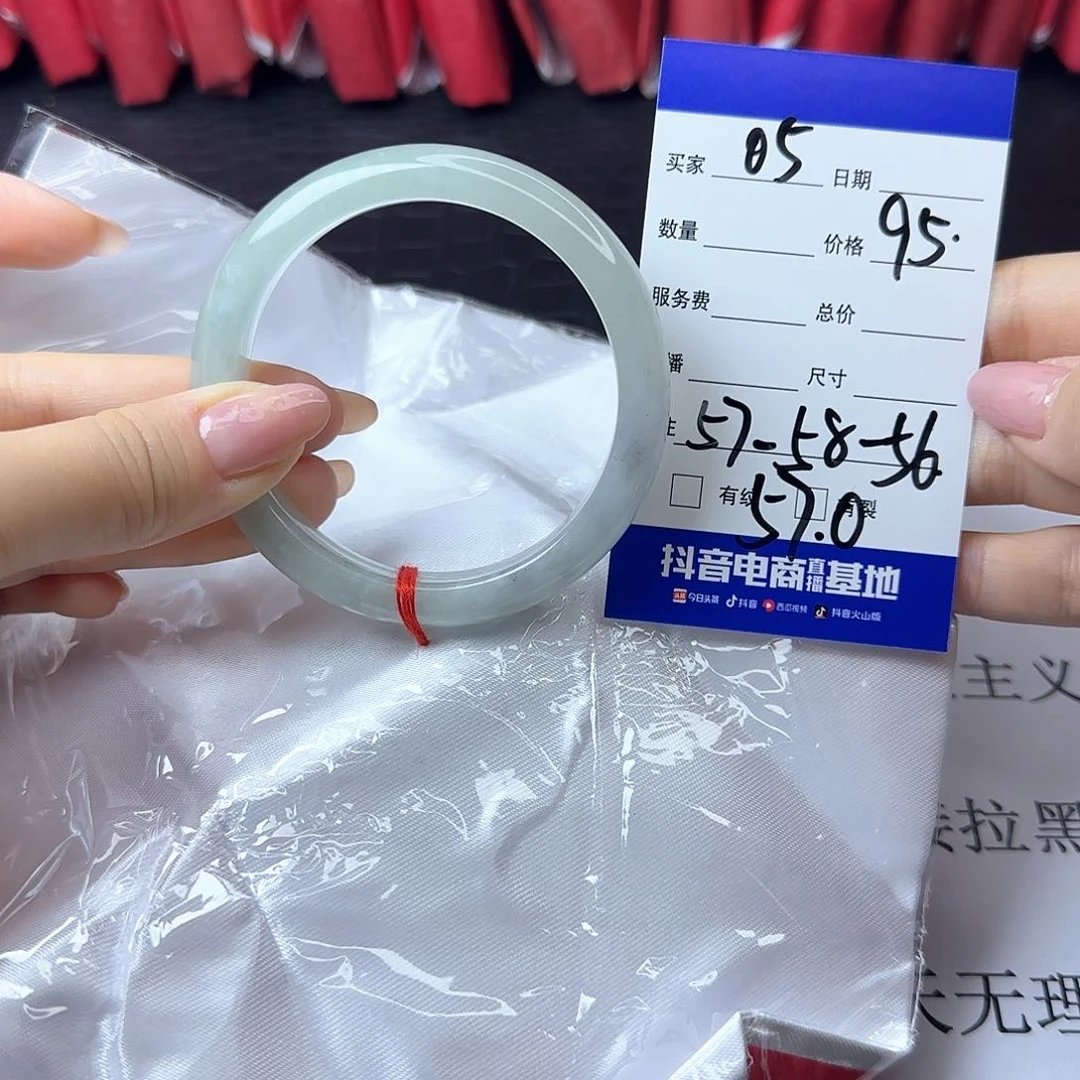 买家 05 日期
数量 价格 95.
服务费 总价
播 尺寸
57-58-56
有纹 有裂
57.0
抖音电商直播基地
今日头条 抖音 西瓜视频 抖音火山版
主义
拉黑
无理